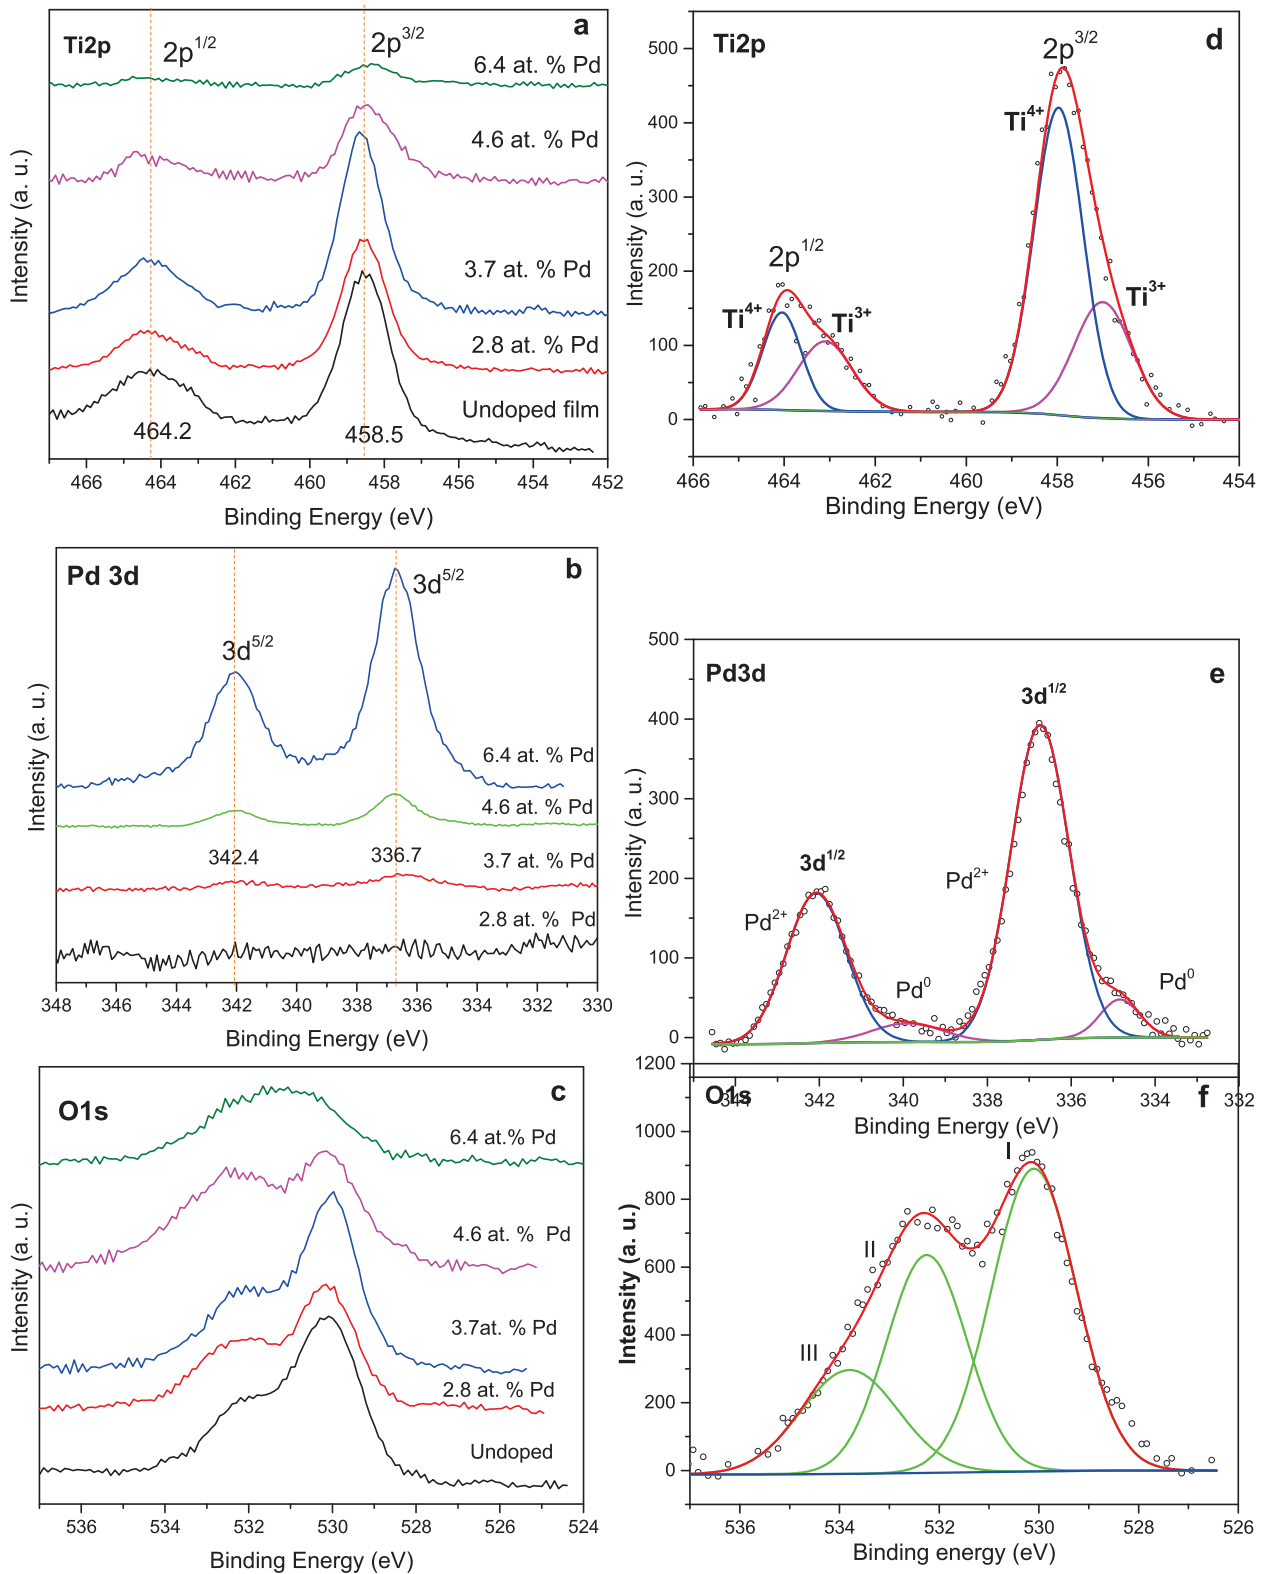 a
Ti2p
2p1/2
2p3/2
6.4 at. % Pd
4.6 at. % Pd
3.7 at. % Pd
2.8 at. % Pd
Undoped film
464.2
458.5
Intensity (a. u.)
466 464 462 460 458 456 454 452
Binding Energy (eV)
d
Ti2p
2p3/2
Ti4+
Ti3+
2p1/2
Ti4+
Ti3+
500
400
300
200
100
0
Intensity (a. u.)
466 464 462 460 458 456 454
Binding Energy (eV)
b
Pd 3d
3d5/2
3d5/2
6.4 at. % Pd
4.6 at. % Pd
342.4
336.7
3.7 at. % Pd
2.8 at. % Pd
Intensity (a. u.)
348 346 344 342 340 338 336 334 332 330
Binding Energy (eV)
e
Pd3d
3d1/2
3d1/2
Pd2+
Pd2+
Pd0
Pd0
500
400
300
200
100
0
Intensity (a. u.)
344 342 340 338 336 334 332
Binding Energy (eV)
c
O1s
6.4 at.% Pd
4.6 at. % Pd
3.7at. % Pd
2.8 at. % Pd
Undoped
Intensity (a. u.)
536 534 532 530 528 526 524
Binding Energy (eV)
f
O1s
I
II
III
1200
1000
800
600
400
200
0
Intensity (a. u.)
536 534 532 530 528 526
Binding energy (eV)